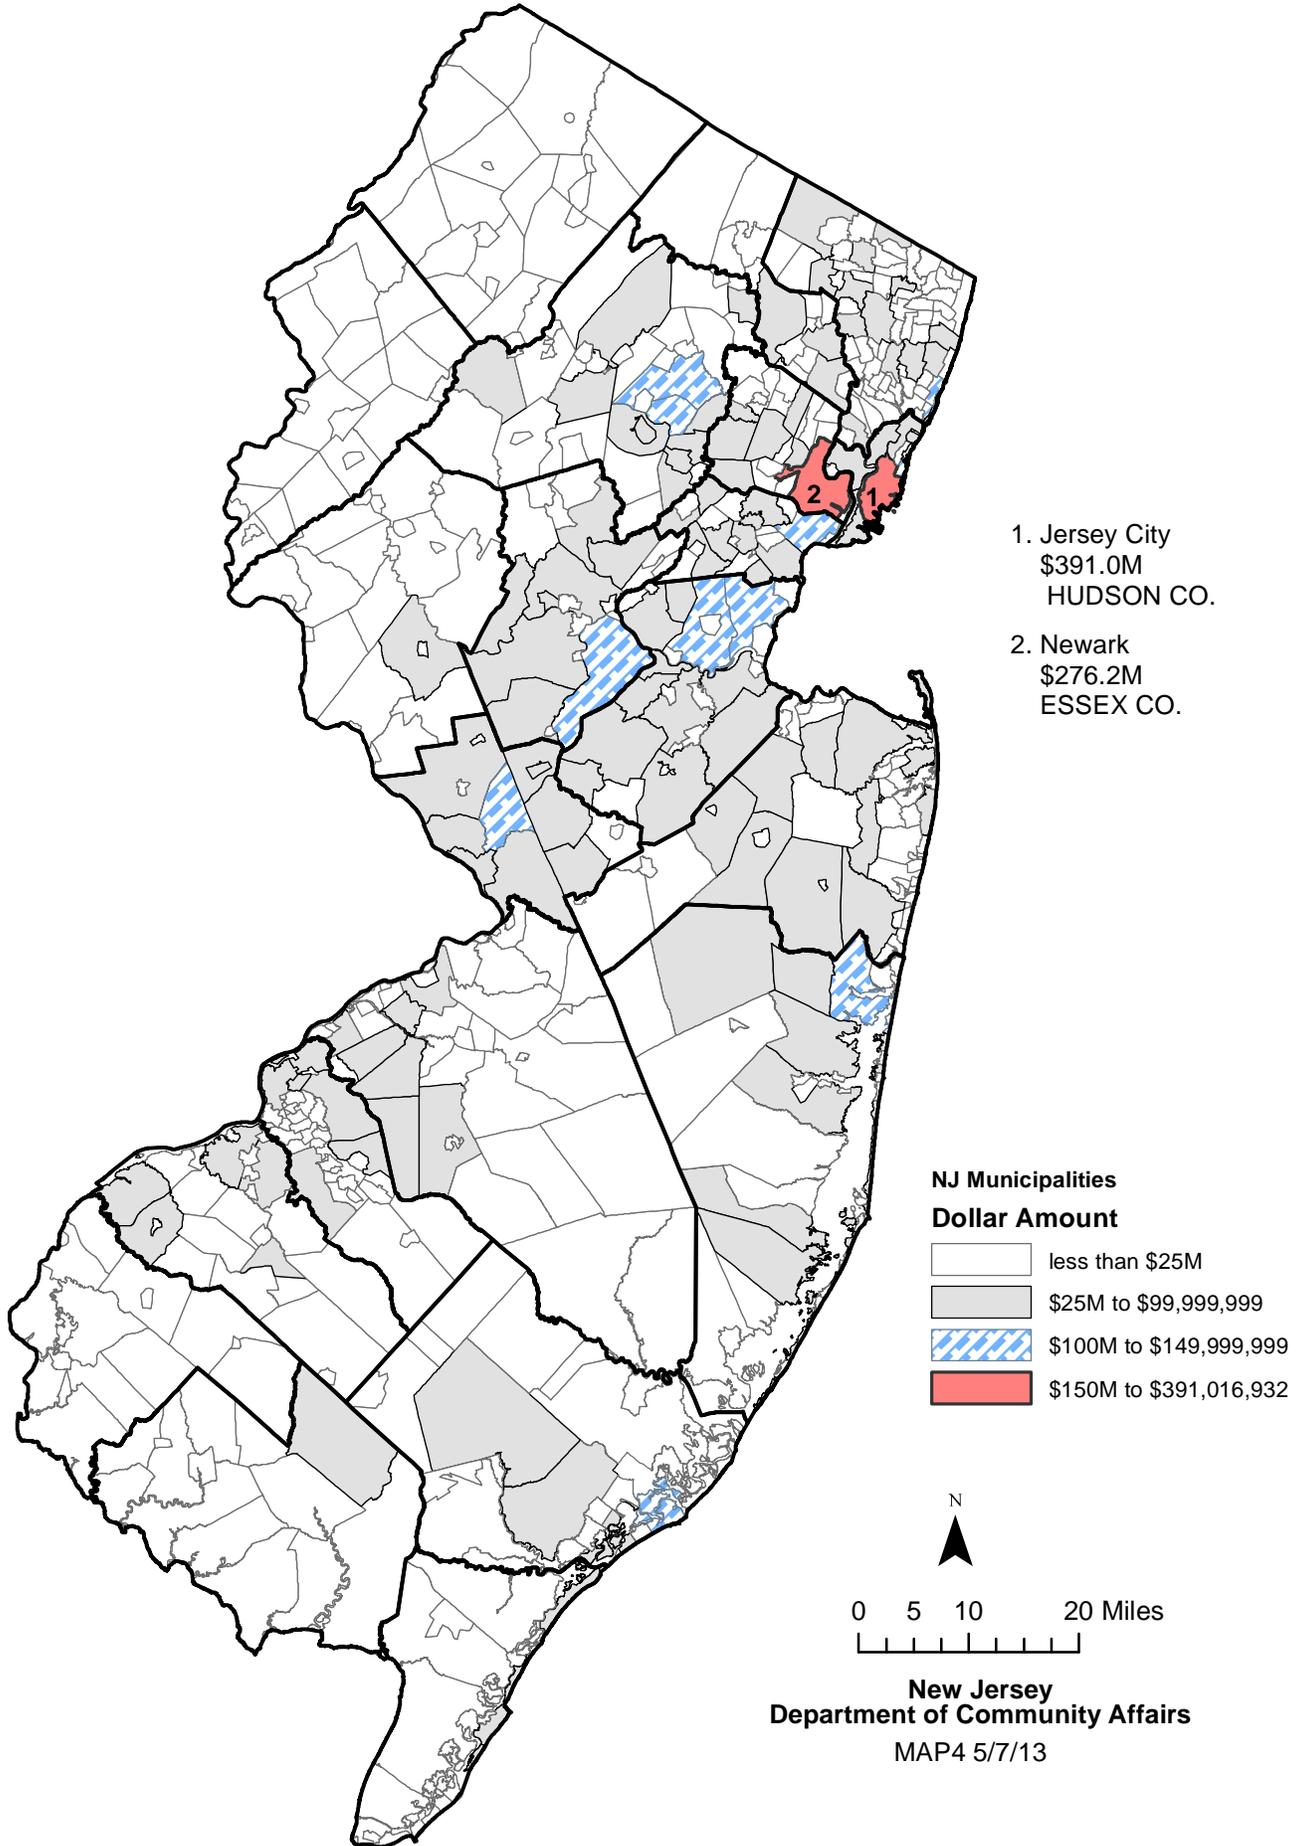 2
1
1. Jersey City
$391.0M
HUDSON CO.
2. Newark
$276.2M
ESSEX CO.
NJ Municipalities
Dollar Amount
less than $25M
$25M to $99,999,999
$100M to $149,999,999
$150M to $391,016,932
N
0 5 10 20 Miles
New Jersey
Department of Community Affairs
MAP4 5/7/13